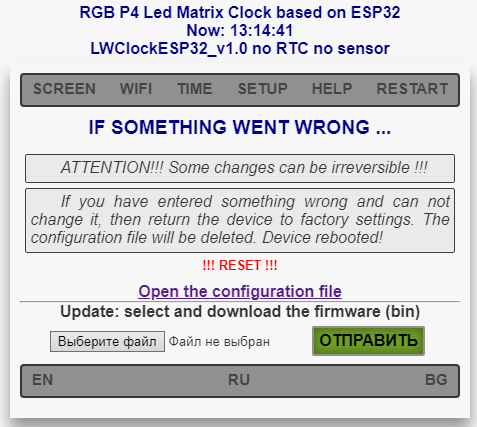 RGB P4 Led Matrix Clock based on ESP32
Now: 13:14:41
LWClockESP32_v1.0 no RTC no sensor
SCREEN WIFI TIME SETUP HELP RESTART
IF SOMETHING WENT WRONG ...
ATTENTION!!! Some changes can be irreversible !!!
If you have entered something wrong and can not
change it, then return the device to factory settings. The
configuration file will be deleted. Device rebooted!
!!! RESET !!!
Open the configuration file
Update: select and download the firmware (bin)
Выберите файл Файл не выбран ОТПРАВИТЬ
EN RU BG